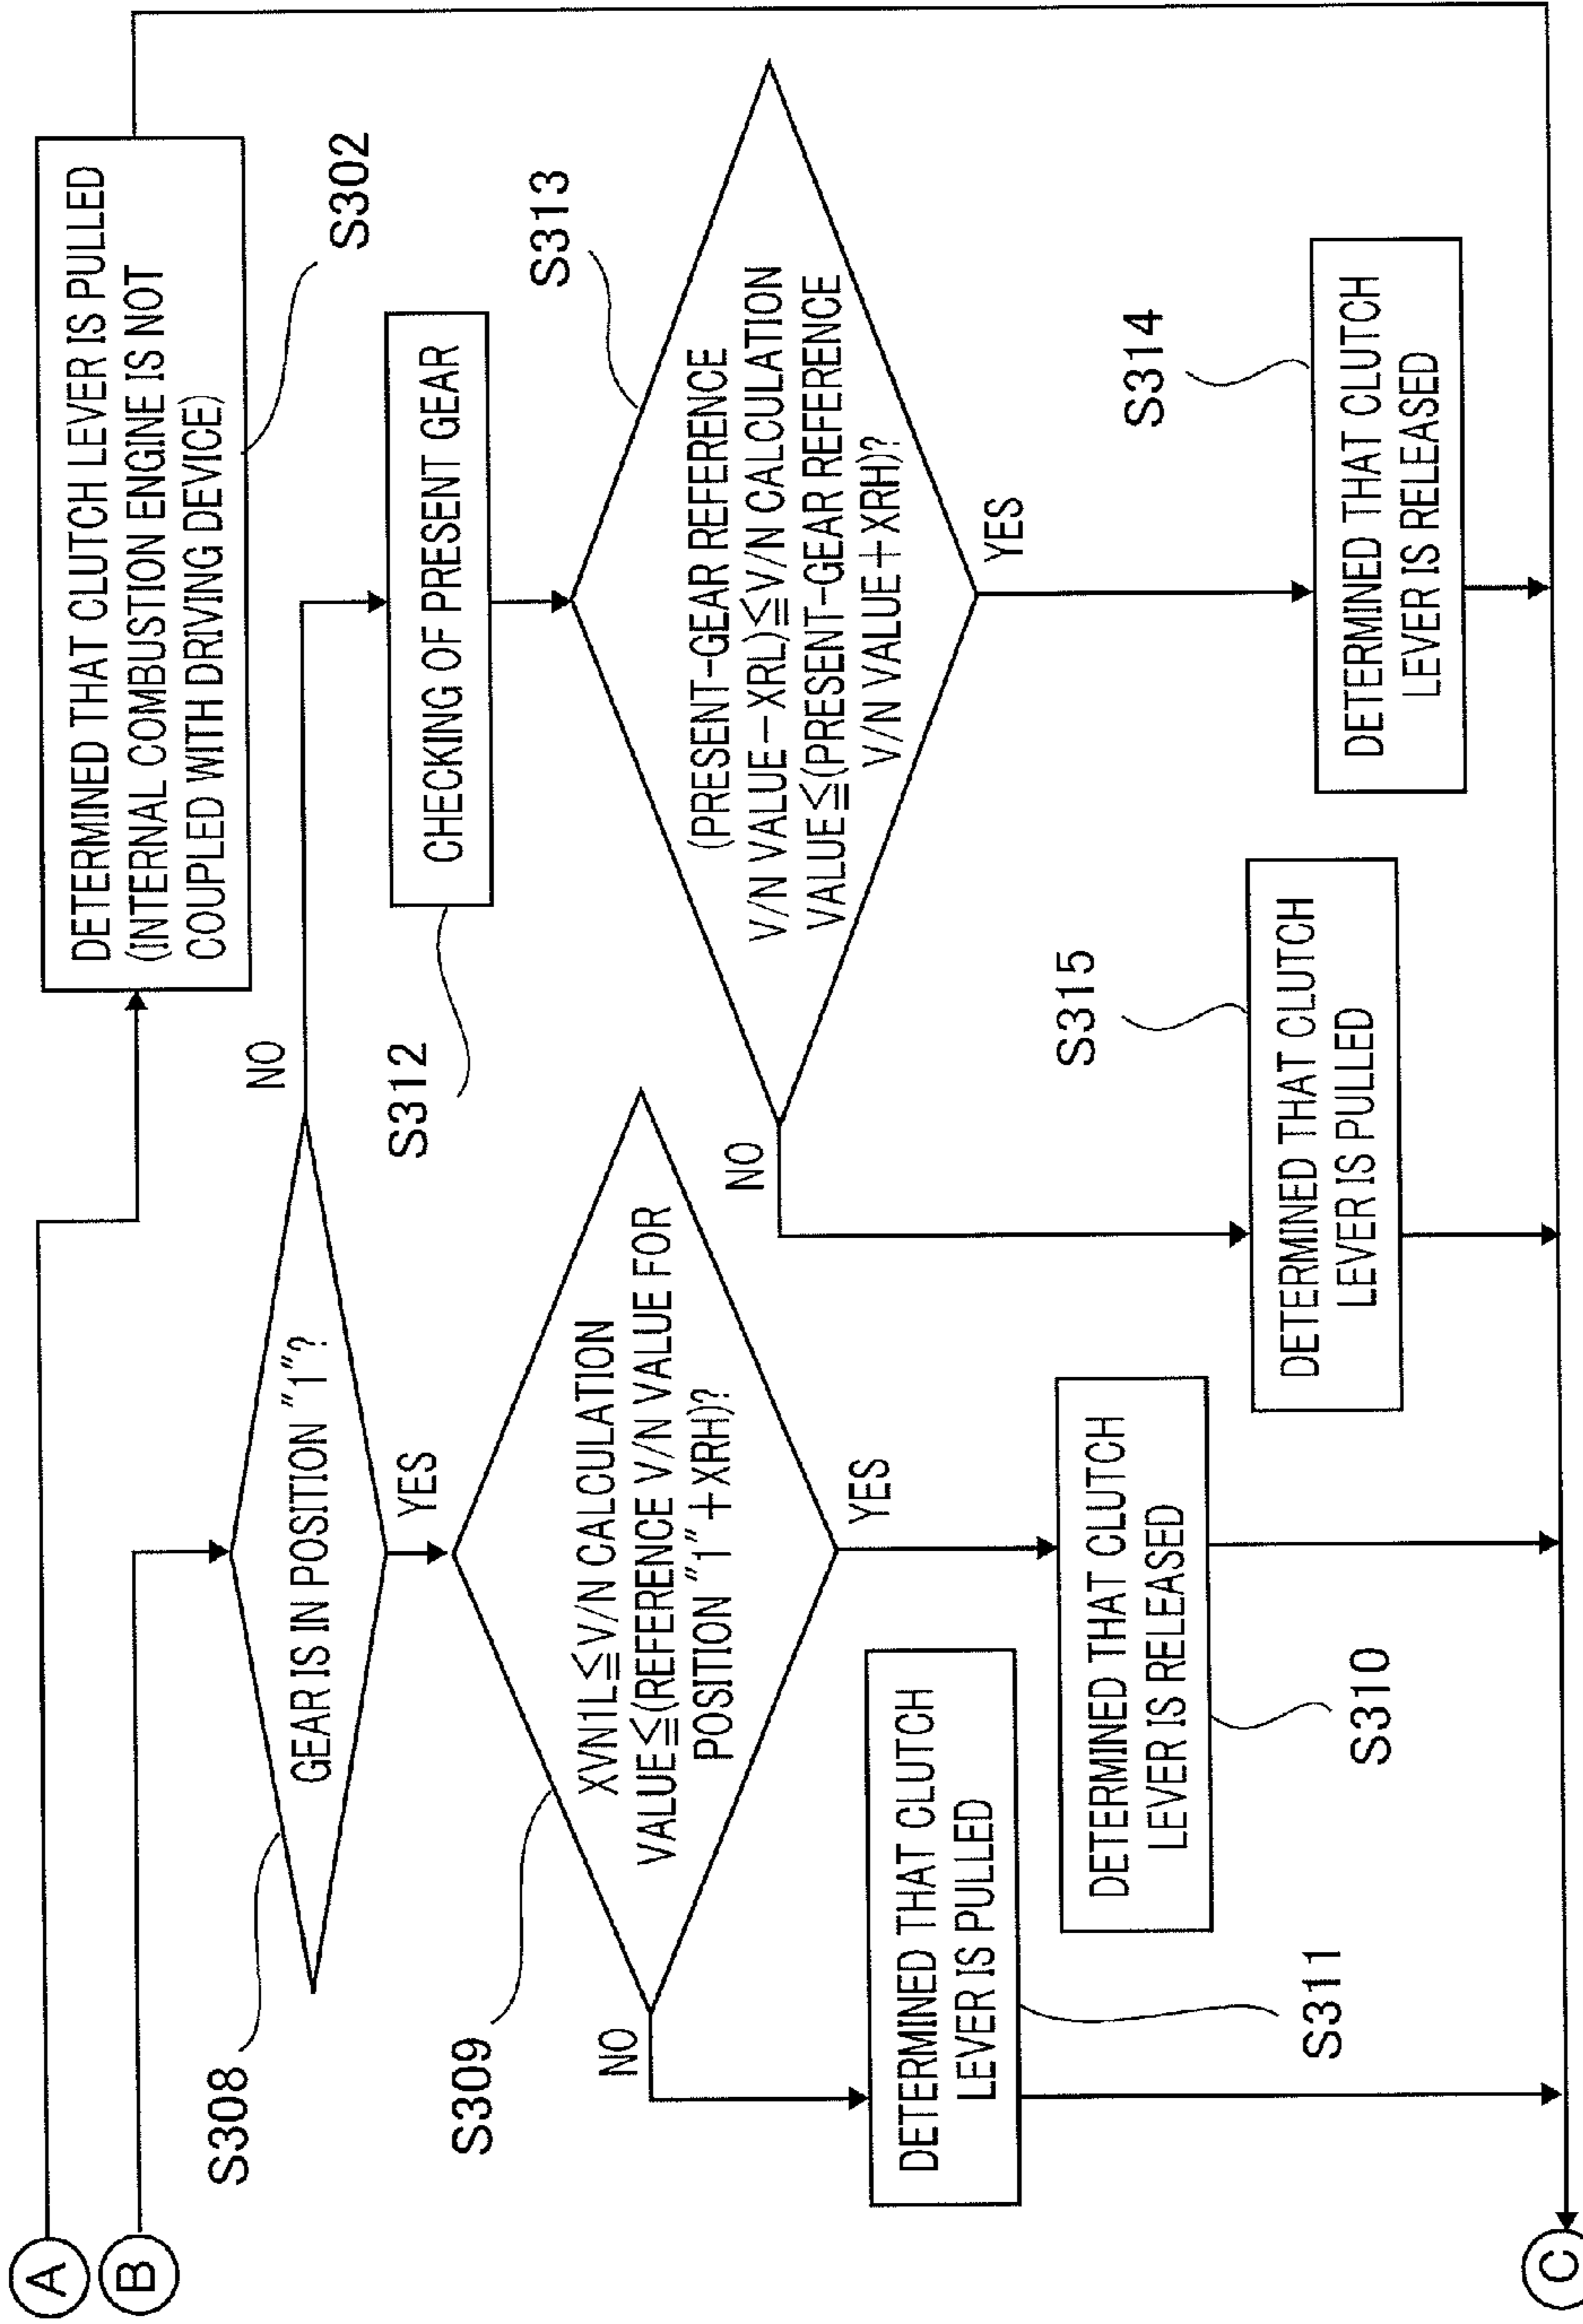 A
B
DETERMINED THAT CLUTCH LEVER IS PULLED
(INTERNAL COMBUSTION ENGINE IS NOT
COUPLED WITH DRIVING DEVICE)
S302
S308
GEAR IS IN POSITION "1"?
NO
YES
S309
XVN1L≦V/N CALCULATION
VALUE≦(REFERENCE V/N VALUE FOR
POSITION "1"+XRH)?
NO
YES
DETERMINED THAT CLUTCH
LEVER IS PULLED
S311
DETERMINED THAT CLUTCH
LEVER IS RELEASED
S310
CHECKING OF PRESENT GEAR
S312
S313
(PRESENT-GEAR REFERENCE
V/N VALUE-XRL)≦V/N CALCULATION
VALUE≦(PRESENT-GEAR REFERENCE
V/N VALUE+XRH)?
NO
YES
S315
DETERMINED THAT CLUTCH
LEVER IS PULLED
S314
DETERMINED THAT CLUTCH
LEVER IS RELEASED
C